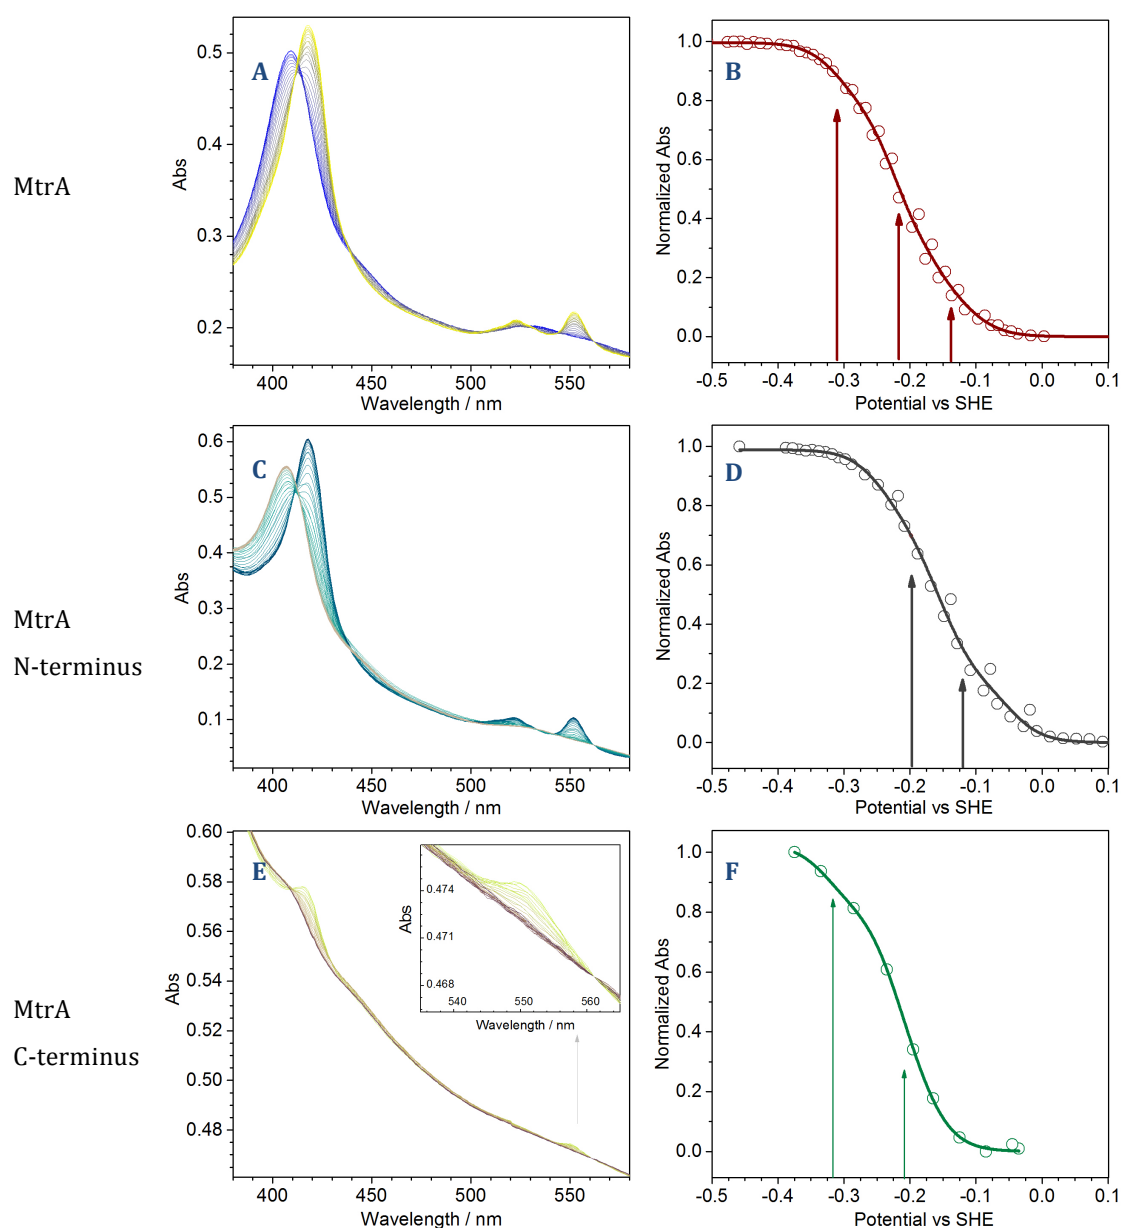 MtrA
A
Abs
0.5
0.4
0.3
0.2
400 450 500 550
Wavelength / nm
B
Normalized Abs
1.0
0.8
0.6
0.4
0.2
0.0
-0.5 -0.4 -0.3 -0.2 -0.1 0.0 0.1
Potential vs SHE
MtrA
N-terminus
C
Abs
0.6
0.5
0.4
0.3
0.2
0.1
400 450 500 550
Wavelength / nm
D
Normalized Abs
1.0
0.8
0.6
0.4
0.2
0.0
-0.5 -0.4 -0.3 -0.2 -0.1 0.0 0.1
Potential vs SHE
MtrA
C-terminus
E
Abs
0.60
0.58
0.56
0.54
0.52
0.50
0.48
400 450 500 550
Wavelength / nm
Abs
0.474
0.471
0.468
540 550 560
Wavelength / nm
F
Normalized Abs
1.0
0.8
0.6
0.4
0.2
0.0
-0.5 -0.4 -0.3 -0.2 -0.1 0.0 0.1
Potential vs SHE